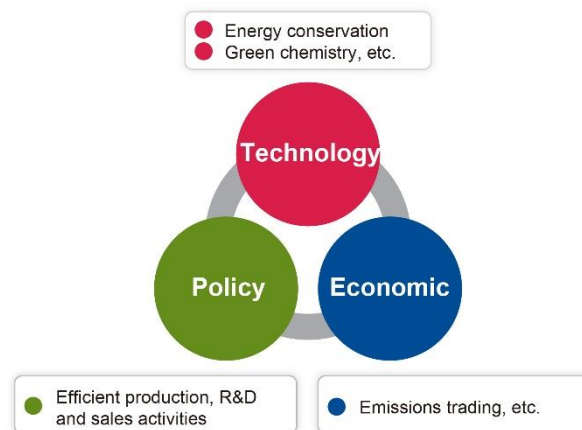 Energy conservation
Green chemistry, etc.
Technology
Policy
Economic
Efficient production, R&D
and sales activities
Emissions trading, etc.